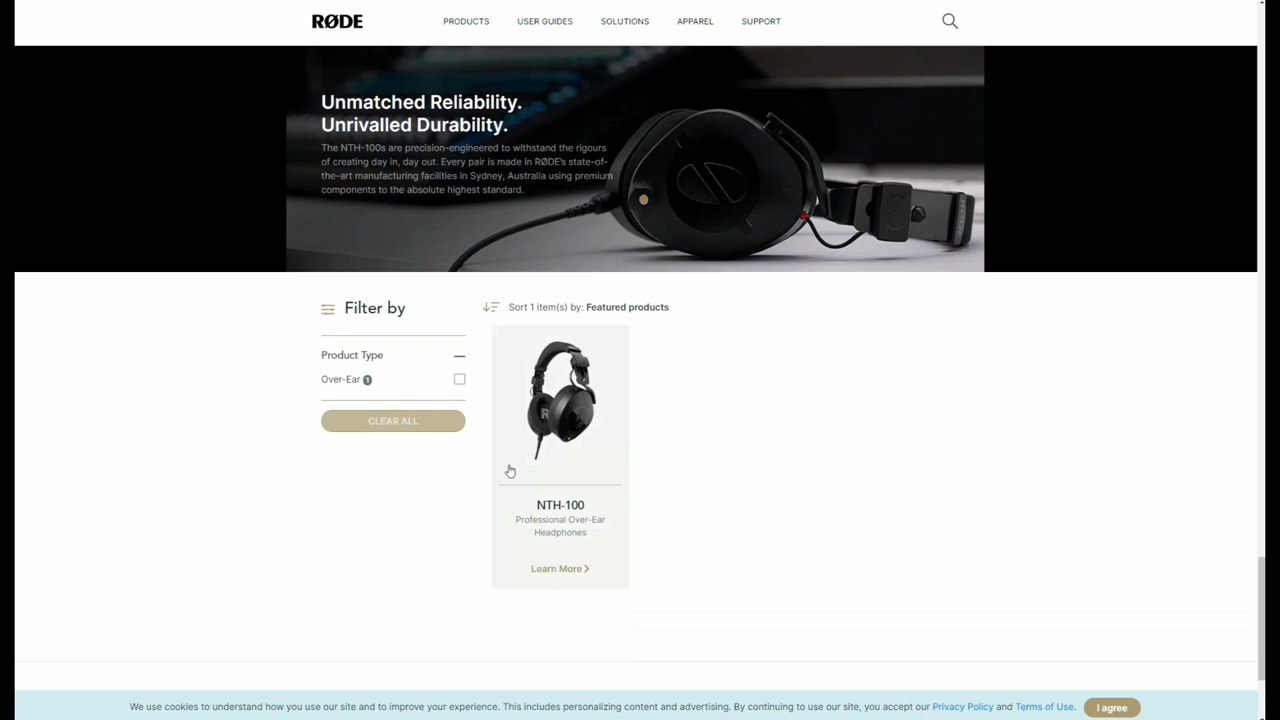 RØDE
PRODUCTS
USER GUIDES
SOLUTIONS
APPAREL
SUPPORT
Unmatched Reliability.
Unrivalled Durability.
The NTH-100s are precision-engineered to withstand the rigours
of creating day in, day out. Every pair is made in RØDE's state-of-
the-art manufacturing facilities in Sydney, Australia using premium
components to the absolute highest standard.
Filter by
Product Type
Over-Ear 1
CLEAR ALL
Sort 1 item(s) by: Featured products
NTH-100
Professional Over-Ear
Headphones
Learn More
We use cookies to understand how you use our site and to improve your experience. This includes personalizing content and advertising. By continuing to use our site, you accept our Privacy Policy and Terms of Use.
I agree